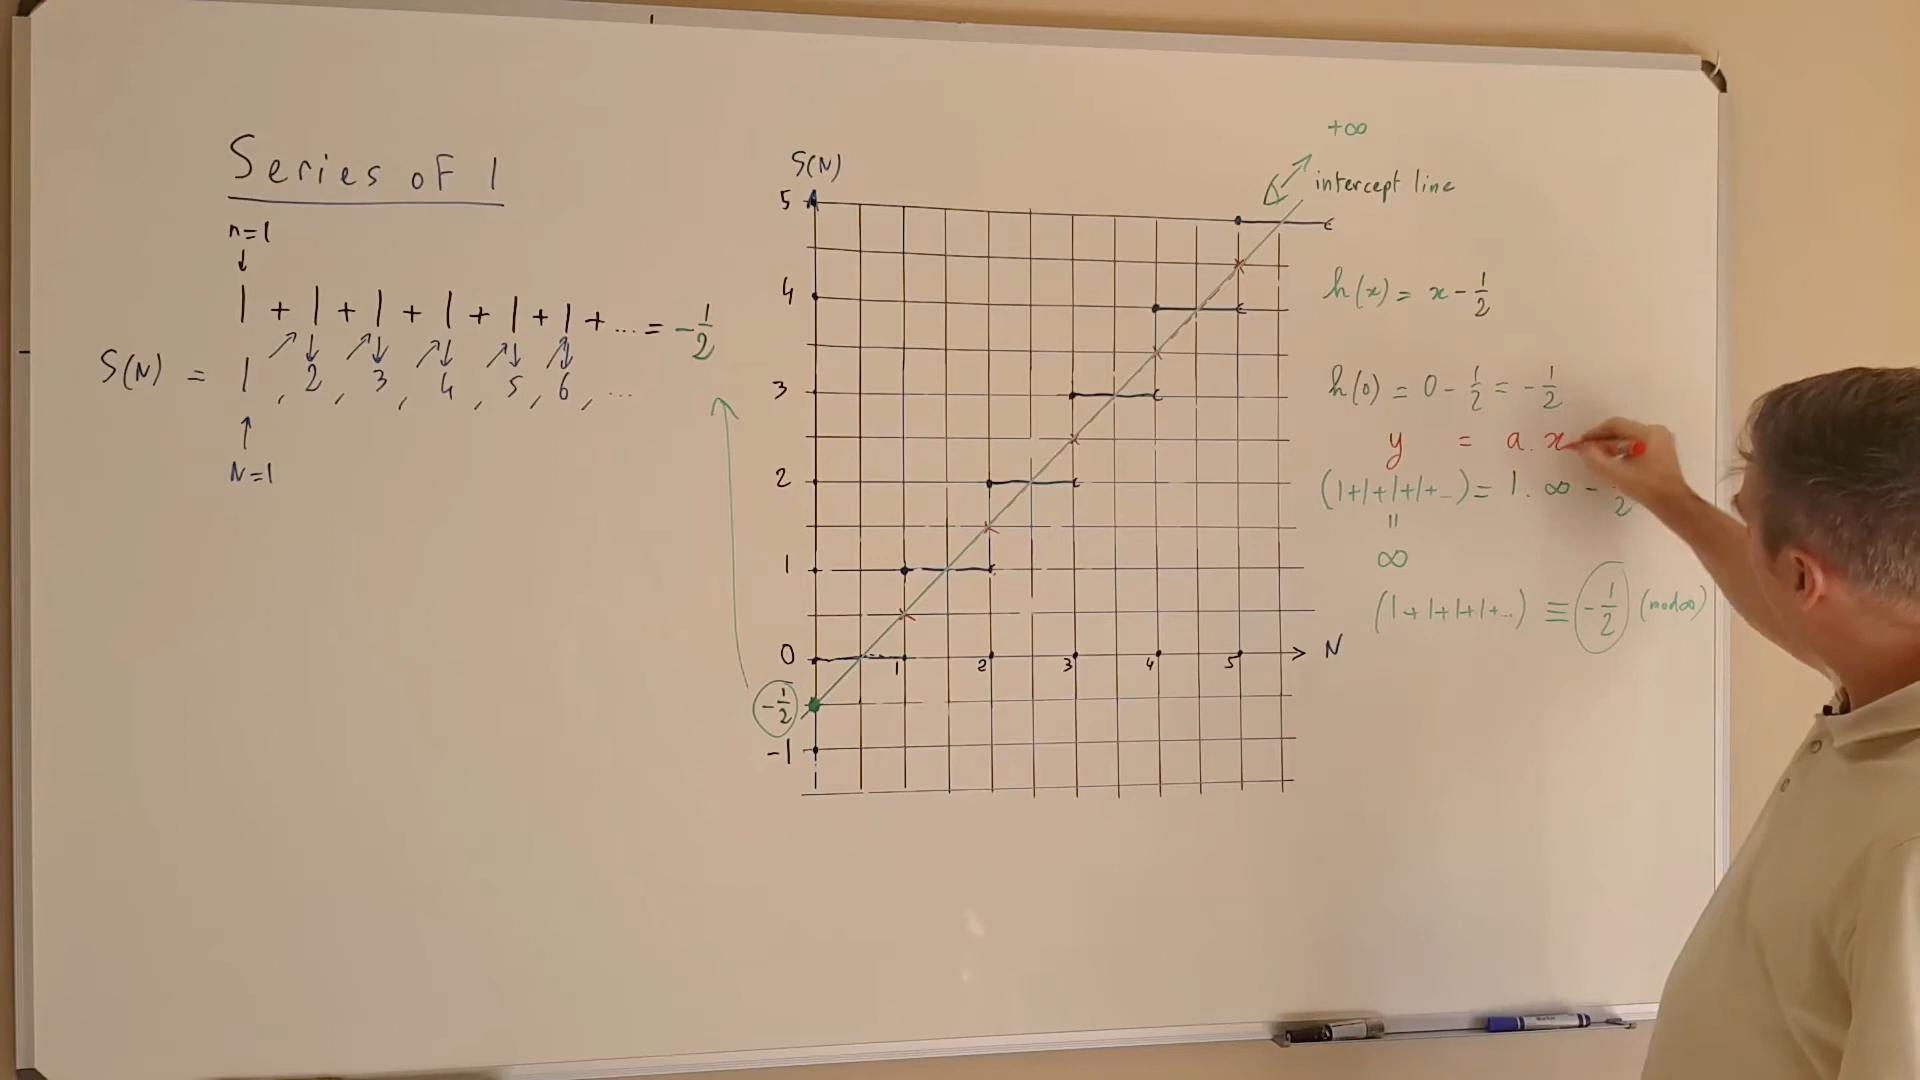 Series of 1
n=1
↓
1 + 1 + 1 + 1 + 1 + 1 + ... = -1/2
S(N) = 1 , 2 , 3 , 4 , 5 , 6 , ...
↑
N=1
S(N)
5
4
3
2
1
0
-1/2
-1
1 2 3 4 5
N
+∞
intercept line
h(x) = x - 1/2
h(0) = 0 - 1/2 = -1/2
y = a. x
(1+1+1+1+...) = 1. ∞ -
2
=
∞
(1+1+1+1+...) ≡ -1/2 (mod ∞)